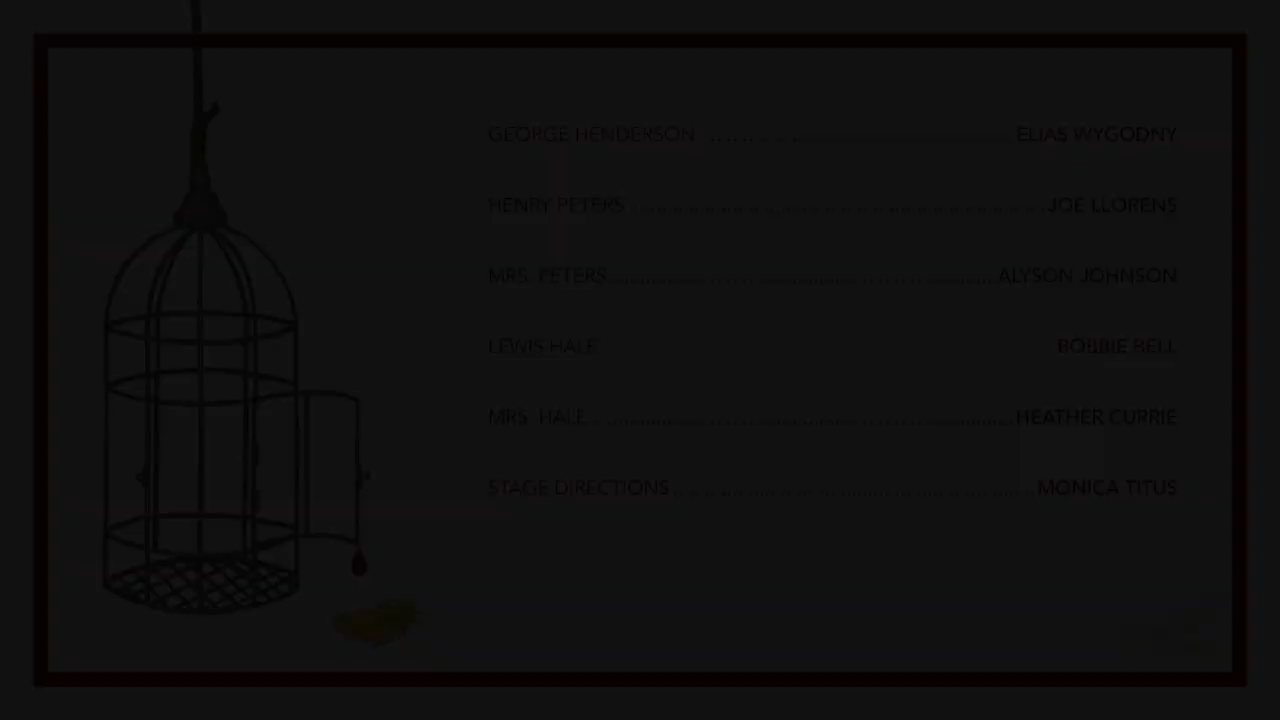 GEORGE HENDERSON ........................ ELIAS WYGODNY
HENRY PETERS ........................ JOE LLORENS
MRS. PETERS ........................ ALYSON JOHNSON
LEWIS HALE BOBBIE BELL
MRS. HALE ........................ HEATHER CURRIE
STAGE DIRECTIONS ........................ MONICA TITUS